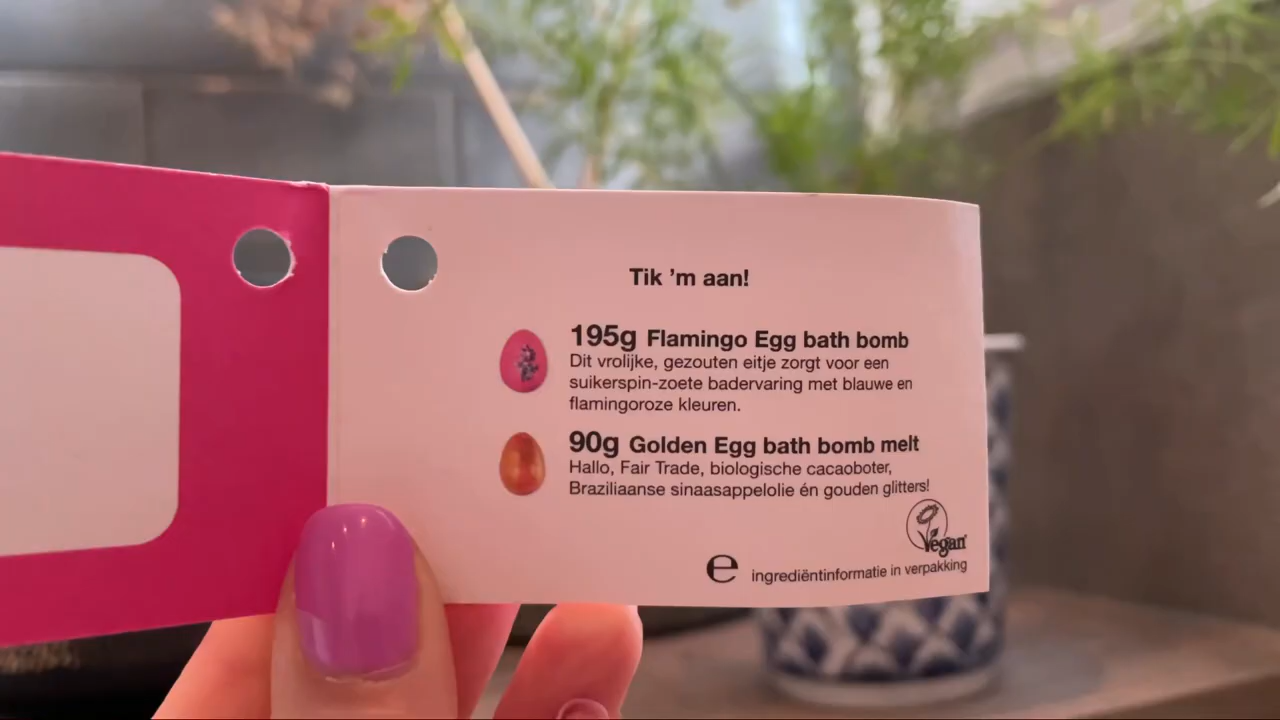 Tik 'm aan!
195g Flamingo Egg bath bomb
Dit vrolijke, gezouten eitje zorgt voor een
suikerspin-zoete badervaring met blauwe en
flamingoroze kleuren.
90g Golden Egg bath bomb melt
Hallo, Fair Trade, biologische cacaoboter,
Braziliaanse sinaasappelolie én gouden glitters!
Vegan
e ingrediëntinformatie in verpakking